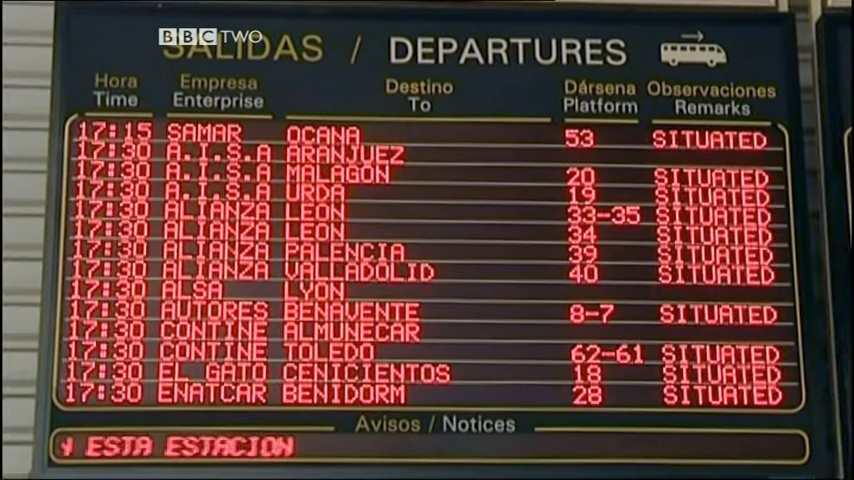 BBC TWO
SALIDAS / DEPARTURES
Hora Empresa Destino Dársena Observaciones
Time Enterprise To Platform Remarks
17:15 SAMAR OCANA 53 SITUATED
17:30 A.I.S.A ARANJUEZ
17:30 A.I.S.A MALAGON 20 SITUATED
17:30 A.I.S.A URDA 19 SITUATED
17:30 ALIANZA LEON 33-35 SITUATED
17:30 ALIANZA LEON 34 SITUATED
17:30 ALIANZA PALENCIA 39 SITUATED
17:30 ALIANZA VALLADOLID 40 SITUATED
17:30 ALSA LYON
17:30 AUTORES BENAVENTE 8-7 SITUATED
17:30 CONTINE ALMUNECAR
17:30 CONTINE TOLEDO 62-61 SITUATED
17:30 EL GATO CENICIENTOS 18 SITUATED
17:30 ENATCAR BENIDORM 28 SITUATED
Avisos / Notices
ESTA ESTACION